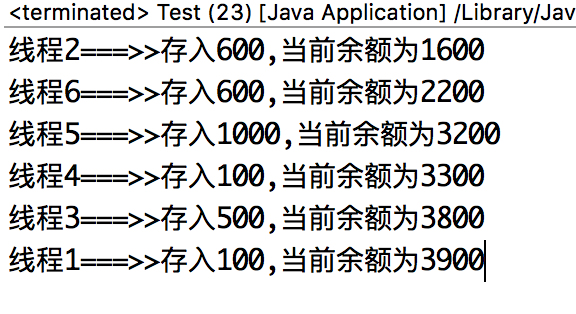 <terminated> Test (23) [Java Application] /Library/Jav
线程2===>>存入600,当前余额为1600
线程6===>>存入600,当前余额为2200
线程5===>>存入1000,当前余额为3200
线程4===>>存入100,当前余额为3300
线程3===>>存入500,当前余额为3800
线程1===>>存入100,当前余额为3900